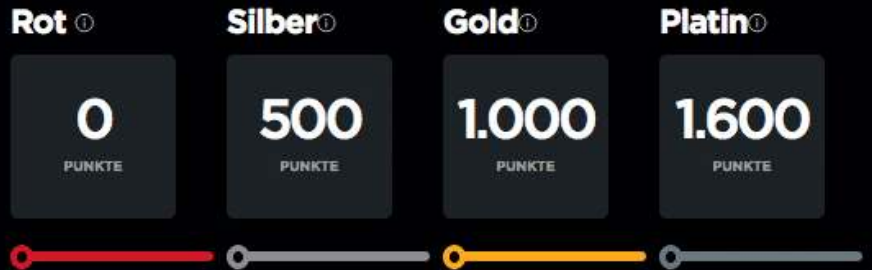 Rot Silber Gold Platin
0 500 1.000 1.600
PUNKTE PUNKTE PUNKTE PUNKTE